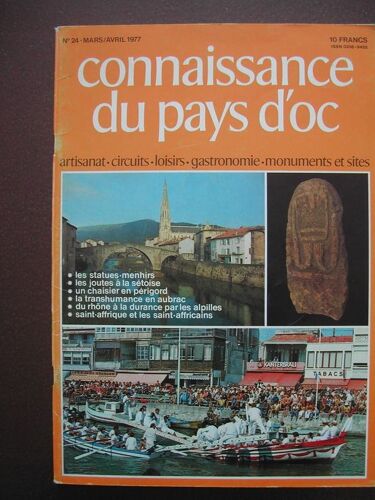 N° 24 - MARS/AVRIL 1977
10 FRANCS
connaissance
du pays d'oc
artisanat • circuits • loisirs • gastronomie • monuments et sites
• les statues-menhirs
• les joutes à la sétoise
• un chaisier en périgord
• la transhumance en aubrac
• du rhône à la durance par les alpilles
• saint-affrique et les saint-affricains
KANTERBRAU
TABACS